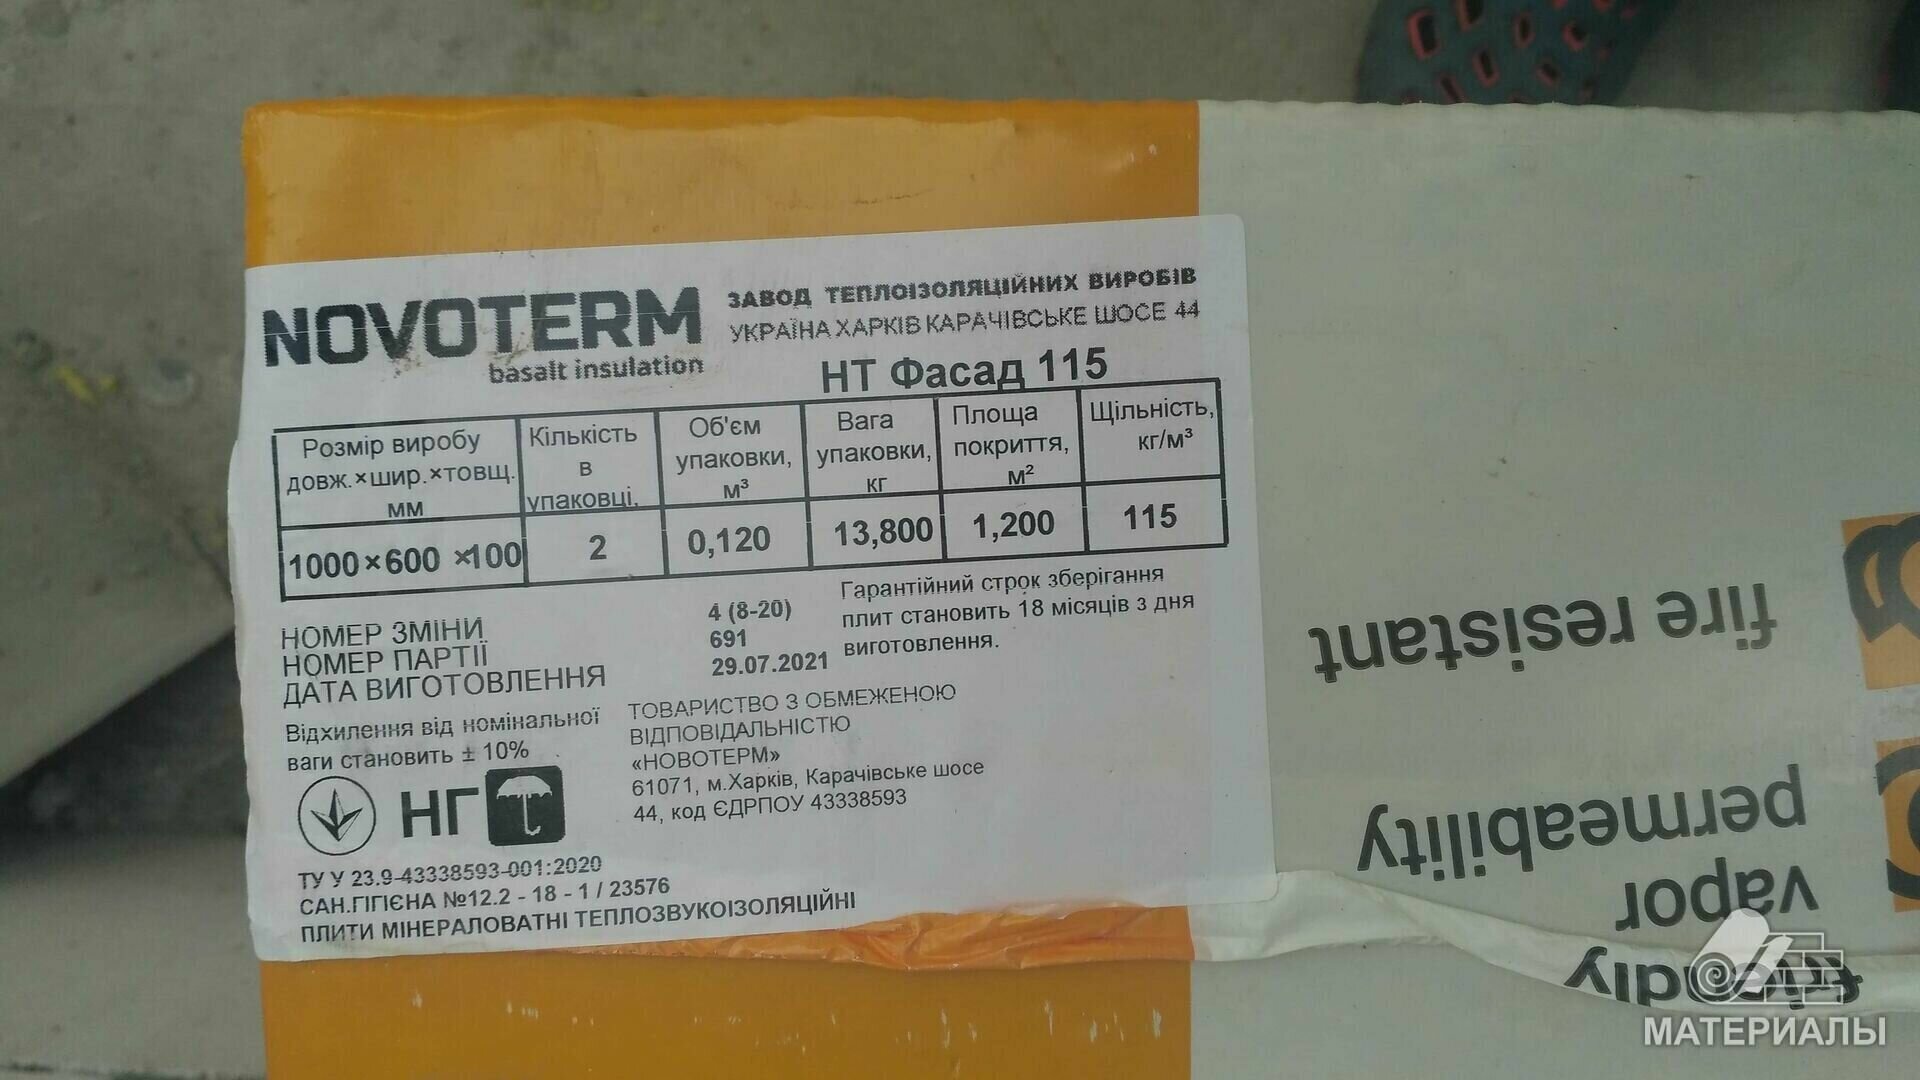 NOVOTERM
basalt insulation
ЗАВОД ТЕПЛОІЗОЛЯЦІЙНИХ ВИРОБІВ
УКРАЇНА ХАРКІВ КАРАЧІВСЬКЕ ШОСЕ 44
НТ Фасад 115
Розмір виробу
довж.×шир.×товщ.
мм
Кількість
в
упаковці,
Об'єм
упаковки,
м³
Вага
упаковки,
кг
Площа
покриття,
м²
Щільність,
кг/м³
1000×600 ×100
2
0,120
13,800
1,200
115
НОМЕР ЗМІНИ 4 (8-20)
НОМЕР ПАРТІЇ 691
ДАТА ВИГОТОВЛЕННЯ 29.07.2021
Гарантійний строк зберігання
плит становить 18 місяців з дня
виготовлення.
Відхилення від номінальної
ваги становить ± 10%
ТОВАРИСТВО З ОБМЕЖЕНОЮ
ВІДПОВІДАЛЬНІСТЮ
«НОВОТЕРМ»
61071, м.Харків, Карачівське шосе
44, код ЄДРПОУ 43338593
НГ
ТУ У 23.9-43338593-001:2020
САН.ГІГІЄНА №12.2 - 18 - 1 / 23576
ПЛИТИ МІНЕРАЛОВАТНІ ТЕПЛОЗВУКОІЗОЛЯЦІЙНІ
fire resistant
vapor
permeability
МАТЕРИАЛЫ